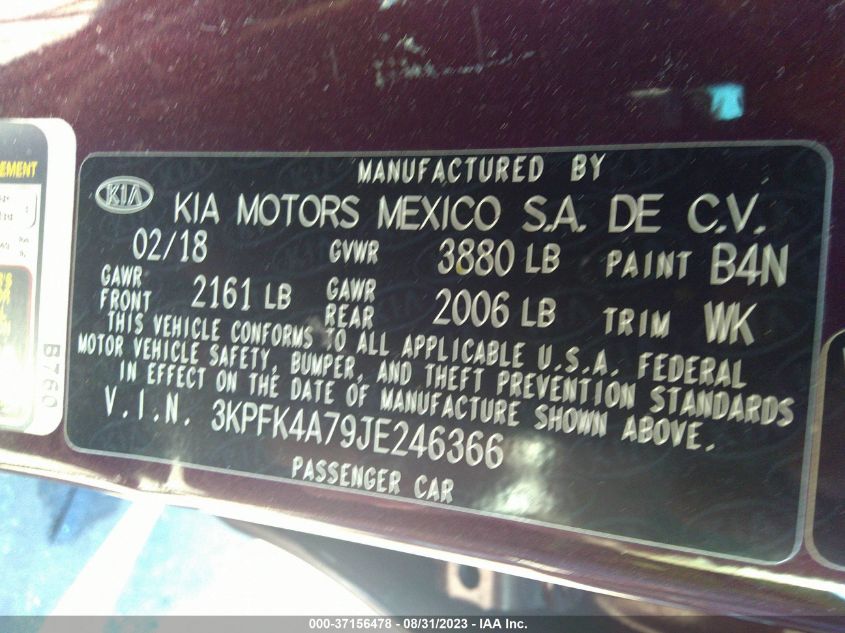 EMENT
B760
MANUFACTURED BY
KIA
KIA MOTORS MEXICO S.A. DE C.V.
02/18 GVWR 3880 LB PAINT B4N
GAWR FRONT 2161 LB GAWR REAR 2006 LB TRIM WK
THIS VEHICLE CONFORMS TO ALL APPLICABLE U.S.A. FEDERAL
MOTOR VEHICLE SAFETY, BUMPER, AND THEFT PREVENTION STANDARDS
IN EFFECT ON THE DATE OF MANUFACTURE SHOWN ABOVE.
V.I.N. 3KPFK4A79JE246366
PASSENGER CAR
000-37156478 - 08/31/2023 - IAA Inc.